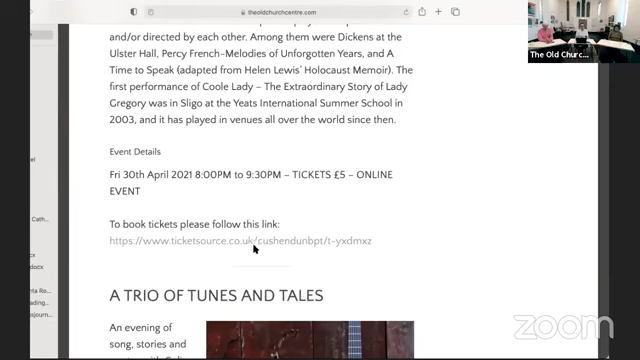 theoldchurchcentre.com
and/or directed by each other. Among them were Dickens at the
Ulster Hall, Percy French-Melodies of Unforgotten Years, and A
Time to Speak (adapted from Helen Lewis' Holocaust Memoir). The
first performance of Coole Lady – The Extraordinary Story of Lady
Gregory was in Sligo at the Yeats International Summer School in
2003, and it has played in venues all over the world since then.
Event Details
Fri 30th April 2021 8:00PM to 9:30PM – TICKETS £5 – ONLINE
EVENT
To book tickets please follow this link:
https://www.ticketsource.co.uk/cushendunbpt/t-yxdmxz
A TRIO OF TUNES AND TALES
An evening of
song, stories and
The Old Churc...
Cath...
docx
zoom